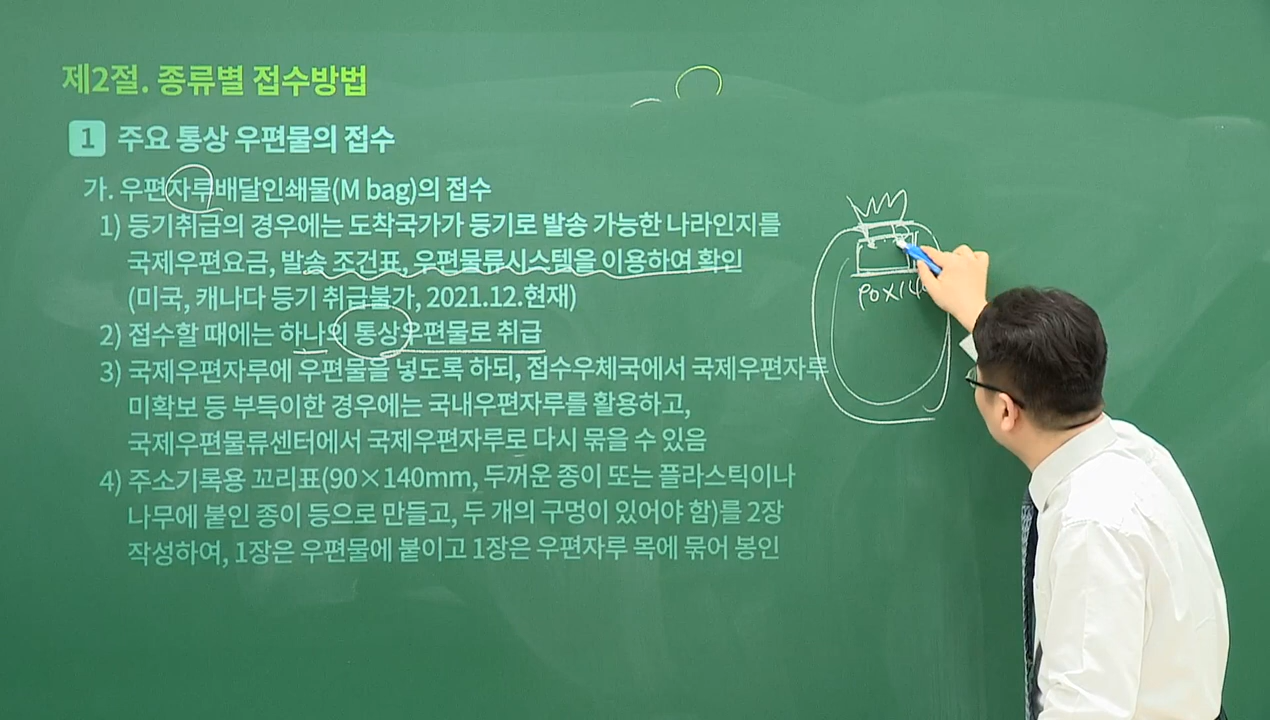 제2절. 종류별 접수방법
1 주요 통상 우편물의 접수
가. 우편자루배달인쇄물(M bag)의 접수
1) 등기취급의 경우에는 도착국가가 등기로 발송 가능한 나라인지를
국제우편요금, 발송 조건표, 우편물류시스템을 이용하여 확인
(미국, 캐나다 등기 취급불가, 2021.12.현재)
2) 접수할 때에는 하나의 통상우편물로 취급
3) 국제우편자루에 우편물을 넣도록 하되, 접수우체국에서 국제우편자루
미확보 등 부득이한 경우에는 국내우편자루를 활용하고,
국제우편물류센터에서 국제우편자루로 다시 묶을 수 있음
4) 주소기록용 꼬리표(90×140mm, 두꺼운 종이 또는 플라스틱이나
나무에 붙인 종이 등으로 만들고, 두 개의 구멍이 있어야 함)를 2장
작성하여, 1장은 우편물에 붙이고 1장은 우편자루 목에 묶어 봉인